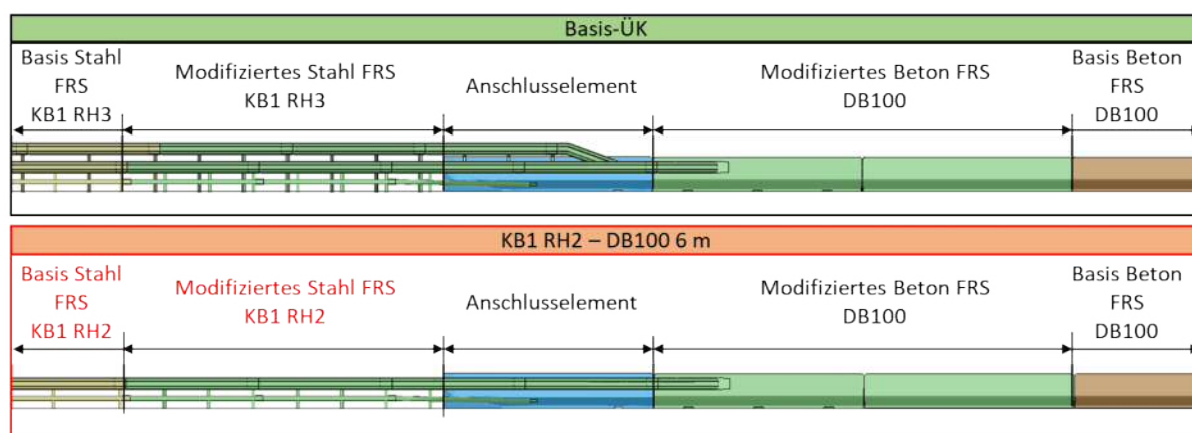 Basis-ÜK
Basis Stahl
FRS
KB1 RH3
Modifiziertes Stahl FRS
KB1 RH3
Anschlusselement
Modifiziertes Beton FRS
DB100
Basis Beton
FRS
DB100
KB1 RH2 – DB100 6 m
Basis Stahl
FRS
KB1 RH2
Modifiziertes Stahl FRS
KB1 RH2
Anschlusselement
Modifiziertes Beton FRS
DB100
Basis Beton
FRS
DB100